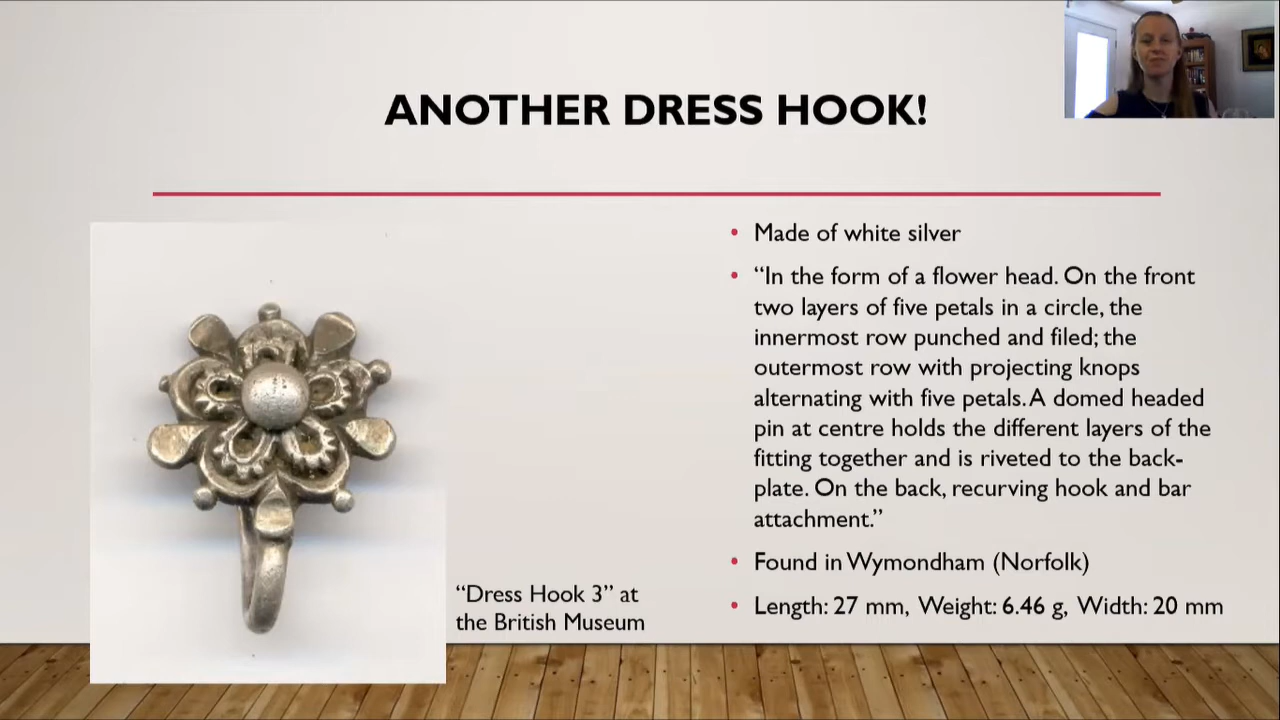 ANOTHER DRESS HOOK!
• Made of white silver
• “In the form of a flower head. On the front
two layers of five petals in a circle, the
innermost row punched and filed; the
outermost row with projecting knops
alternating with five petals. A domed headed
pin at centre holds the different layers of the
fitting together and is riveted to the back-
plate. On the back, recurving hook and bar
attachment.”
• Found in Wymondham (Norfolk)
• Length: 27 mm, Weight: 6.46 g, Width: 20 mm
“Dress Hook 3” at
the British Museum